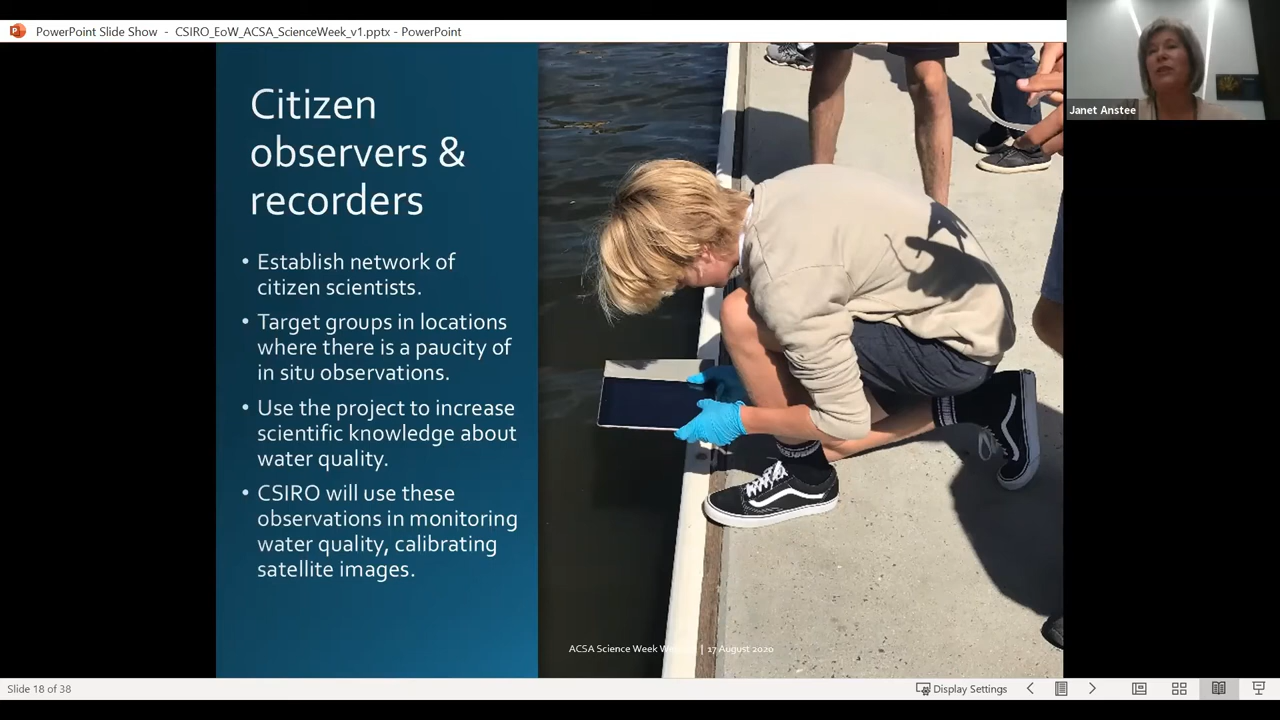 PowerPoint Slide Show - CSIRO_EoW_ACSA_ScienceWeek_v1.pptx - PowerPoint
Janet Anstee
Citizen
observers &
recorders
• Establish network of
citizen scientists.
• Target groups in locations
where there is a paucity of
in situ observations.
• Use the project to increase
scientific knowledge about
water quality.
• CSIRO will use these
observations in monitoring
water quality, calibrating
satellite images.
ACSA Science Week | 17 August 2020
Slide 18 of 38
Display Settings